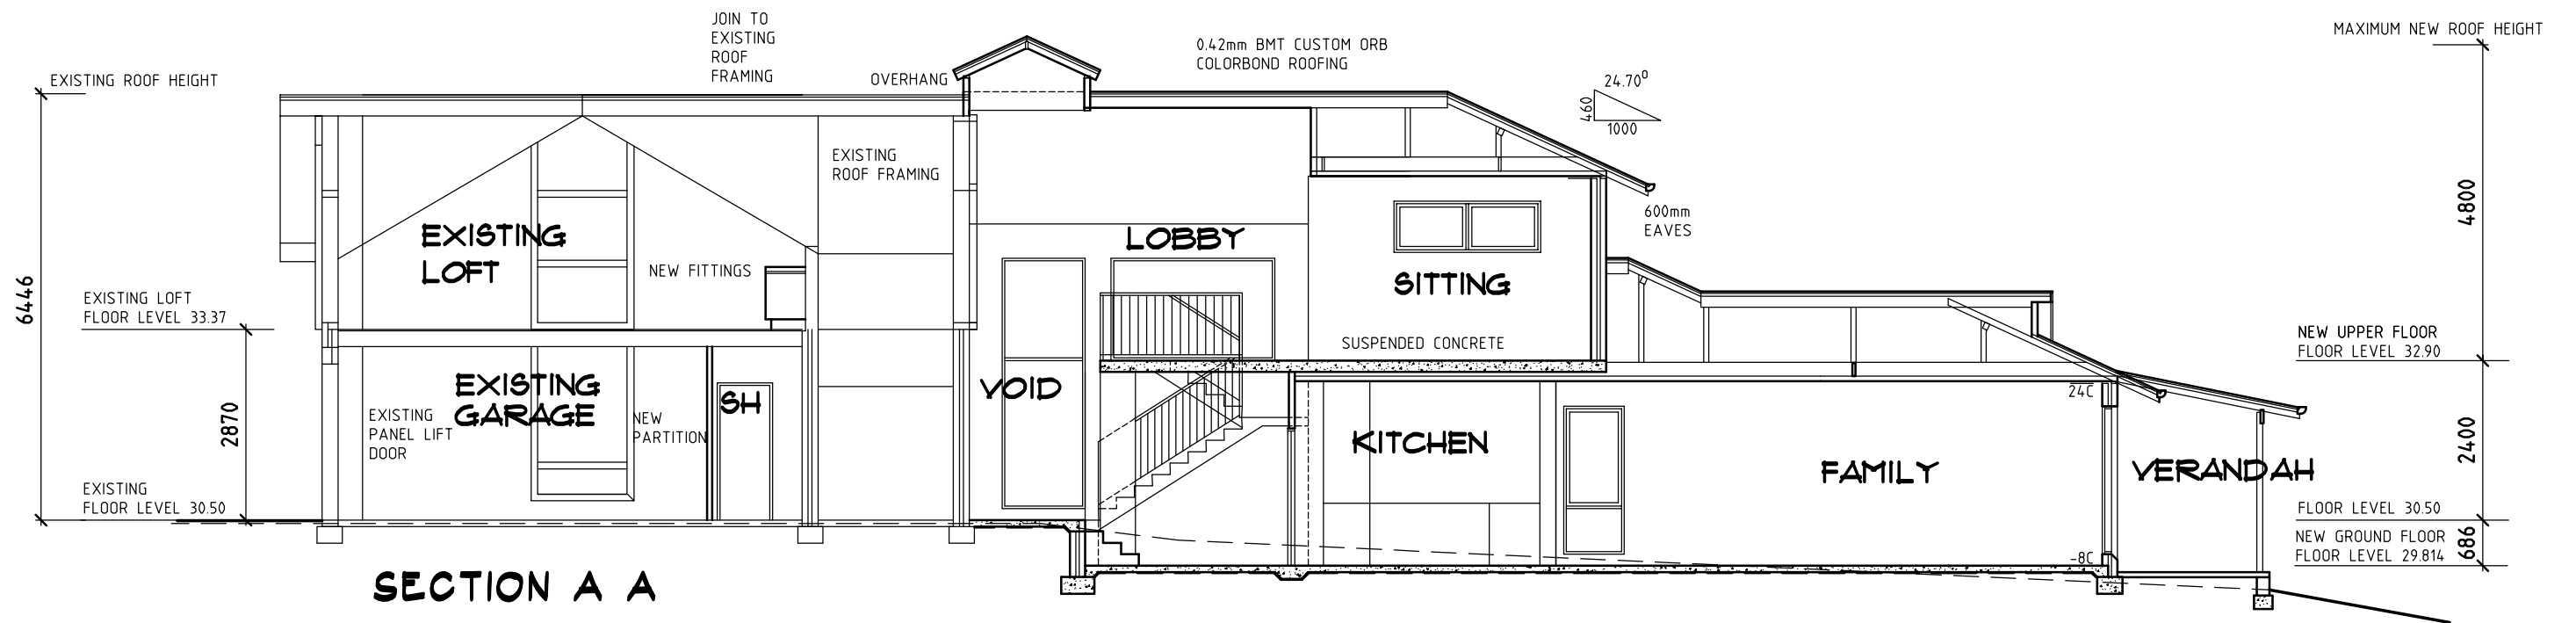 JOIN TO
EXISTING
ROOF
FRAMING
OVERHANG
0.42mm BMT CUSTOM ORB
COLORBOND ROOFING
MAXIMUM NEW ROOF HEIGHT
EXISTING ROOF HEIGHT
24.70°
460
1000
EXISTING
ROOF FRAMING
600mm
EAVES
4800
EXISTING
LOFT
LOBBY
SITTING
NEW FITTINGS
6446
EXISTING LOFT
FLOOR LEVEL 33.37
SUSPENDED CONCRETE
NEW UPPER FLOOR
FLOOR LEVEL 32.90
EXISTING
GARAGE
EXISTING
PANEL LIFT
DOOR
NEW
PARTITION
SH
VOID
24C
2870
KITCHEN
FAMILY
VERANDAH
2400
EXISTING
FLOOR LEVEL 30.50
FLOOR LEVEL 30.50
NEW GROUND FLOOR
FLOOR LEVEL 29.814
686
-8C
SECTION A A